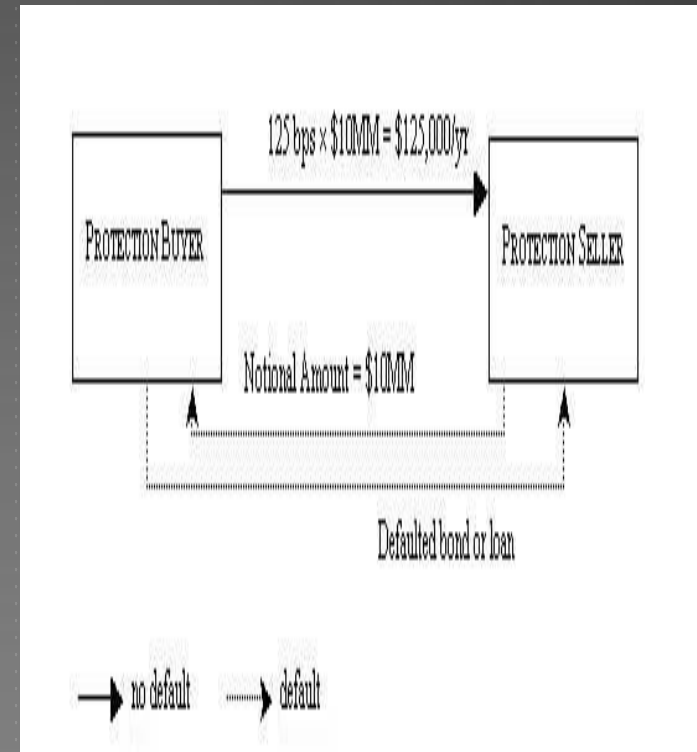 125 bps × $10MM = $125,000/yr
PROTECTION BUYER
PROTECTION SELLER
Notional Amount = $10MM
Defaulted bond or loan
no default
default